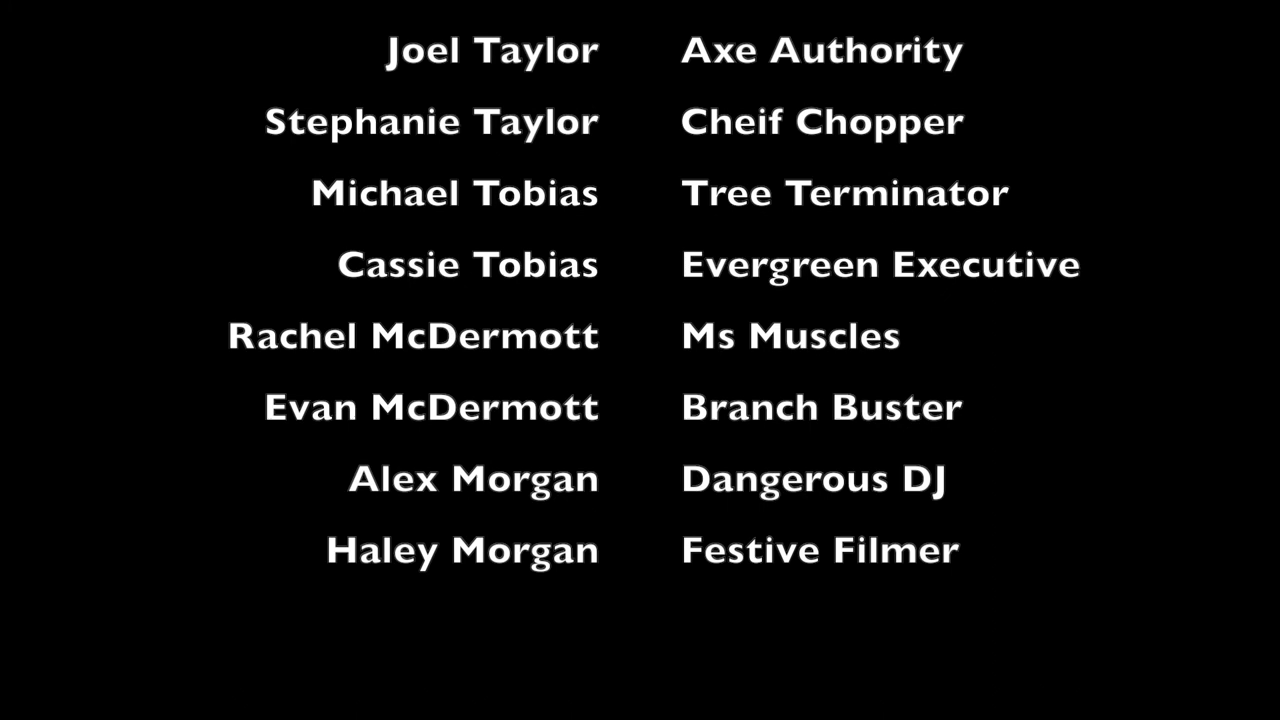 Joel Taylor Axe Authority
Stephanie Taylor Cheif Chopper
Michael Tobias Tree Terminator
Cassie Tobias Evergreen Executive
Rachel McDermott Ms Muscles
Evan McDermott Branch Buster
Alex Morgan Dangerous DJ
Haley Morgan Festive Filmer